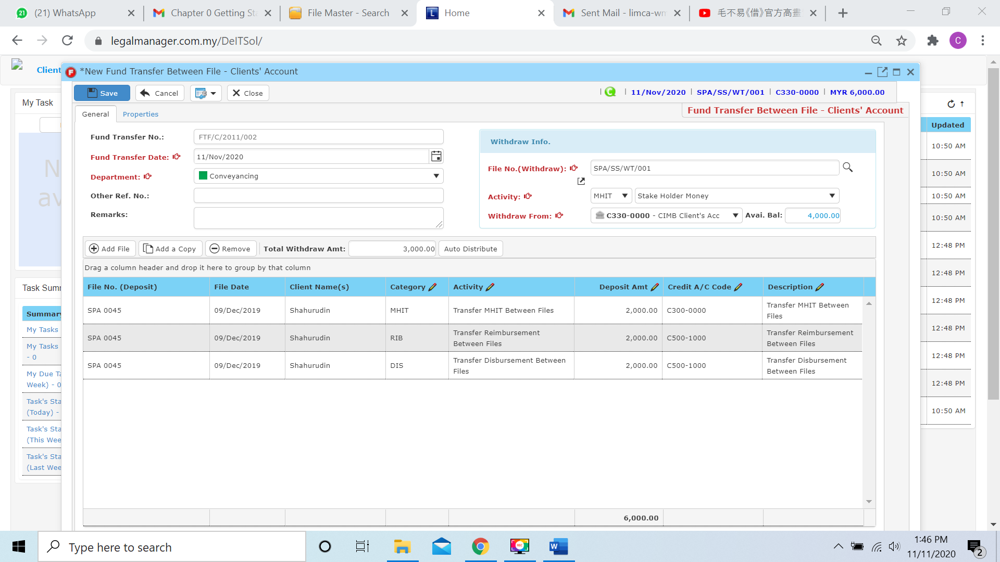 (21) WhatsApp
Chapter 0 Getting Sta
File Master - Search
Home
Sent Mail - limca-wm
毛不易《借》官方高畫
legalmanager.com.my/DeITSol/
C
Client
*New Fund Transfer Between File - Clients' Account
Save
Cancel
Close
11/Nov/2020 | SPA/SS/WT/001 | C330-0000 | MYR 6,000.00
General
Properties
Fund Transfer Between File - Clients' Account
Fund Transfer No.:
FTF/C/2011/002
Fund Transfer Date:
11/Nov/2020
Department:
Conveyancing
Other Ref. No.:
Remarks:
Withdraw Info.
File No.(Withdraw):
SPA/SS/WT/001
Activity:
MHIT
Stake Holder Money
Withdraw From:
C330-0000 - CIMB Client's Acc
Avai. Bal:
4,000.00
Add File
Add a Copy
Remove
Total Withdraw Amt:
3,000.00
Auto Distribute
Drag a column header and drop it here to group by that column
File No. (Deposit)
File Date
Client Name(s)
Category
Activity
Deposit Amt
Credit A/C Code
Description
SPA 0045
09/Dec/2019
Shahurudin
MHIT
Transfer MHIT Between Files
2,000.00
C300-0000
Transfer MHIT Between
Files
SPA 0045
09/Dec/2019
Shahurudin
RIB
Transfer Reimbursement
Between Files
2,000.00
C500-1000
Transfer Reimbursement
Between Files
SPA 0045
09/Dec/2019
Shahurudin
DIS
Transfer Disbursement Between
Files
2,000.00
C500-1000
Transfer Disbursement
Between Files
6,000.00
My Task
N
av
Task Summ
Summary
My Tasks
My Tasks
- 0
My Due Ta
Week) - 0
Task's Sta
(Today) -
Task's Sta
(This Wee
Task's Sta
(Last Wee
Updated
10:50 AM
10:50 AM
10:50 AM
10:50 AM
12:48 PM
12:48 PM
12:48 PM
12:48 PM
12:48 PM
12:48 PM
10:50 AM
Type here to search
1:46 PM
11/11/2020
2